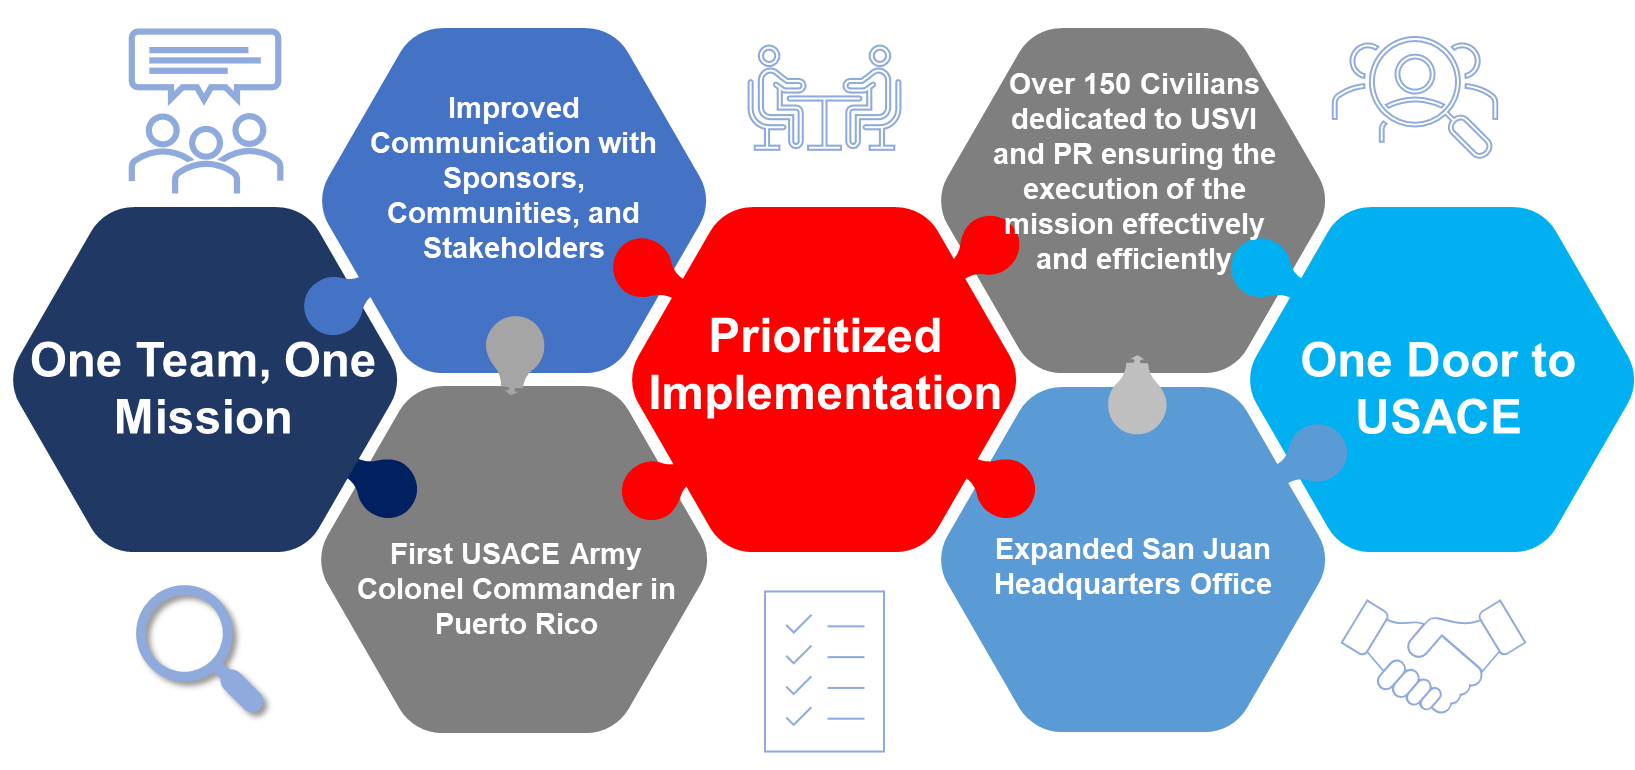 One Team, One
Mission
Improved
Communication with
Sponsors,
Communities, and
Stakeholders
First USACE Army
Colonel Commander in
Puerto Rico
Prioritized
Implementation
Over 150 Civilians
dedicated to USVI
and PR ensuring the
execution of the
mission effectively
and efficiently
Expanded San Juan
Headquarters Office
One Door to
USACE